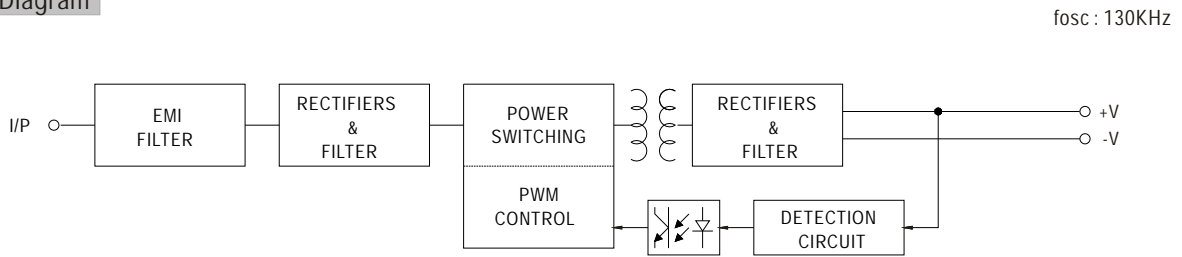 Diagram
fosc : 130KHz
I/P
EMI
FILTER
RECTIFIERS
&
FILTER
POWER
SWITCHING
PWM
CONTROL
RECTIFIERS
&
FILTER
+V
-V
DETECTION
CIRCUIT